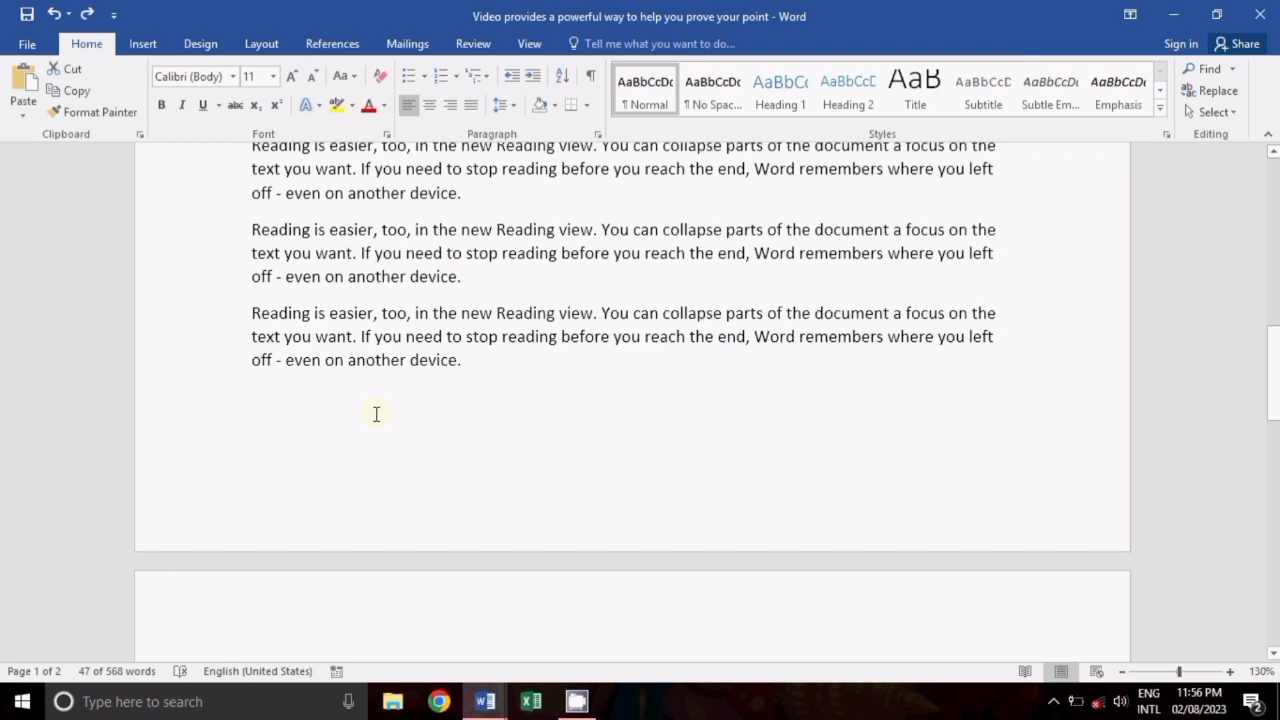 Video provides a powerful way to help you prove your point - Word
File Home Insert Design Layout References Mailings Review View Tell me what you want to do... Sign in Share
Cut
Copy
Format Painter
Paste
Clipboard
Calibri (Body) 11
Font
Paragraph
AaBbCcDc AaBbCcDc AaBbCc AaBbCcD AaB AaBbCcD AaBbCcDc AaBbCcDc
¶ Normal ¶ No Spac... Heading 1 Heading 2 Title Subtitle Subtle Em... Emphasis
Styles
Find
Replace
Select
Editing
Reading is easier, too, in the new Reading view. You can collapse parts of the document a focus on the
text you want. If you need to stop reading before you reach the end, Word remembers where you left
off - even on another device.
Reading is easier, too, in the new Reading view. You can collapse parts of the document a focus on the
text you want. If you need to stop reading before you reach the end, Word remembers where you left
off - even on another device.
Reading is easier, too, in the new Reading view. You can collapse parts of the document a focus on the
text you want. If you need to stop reading before you reach the end, Word remembers where you left
off - even on another device.
Page 1 of 2 47 of 568 words English (United States) 130%
Type here to search
ENG
INTL
11:56 PM
02/08/2023
2